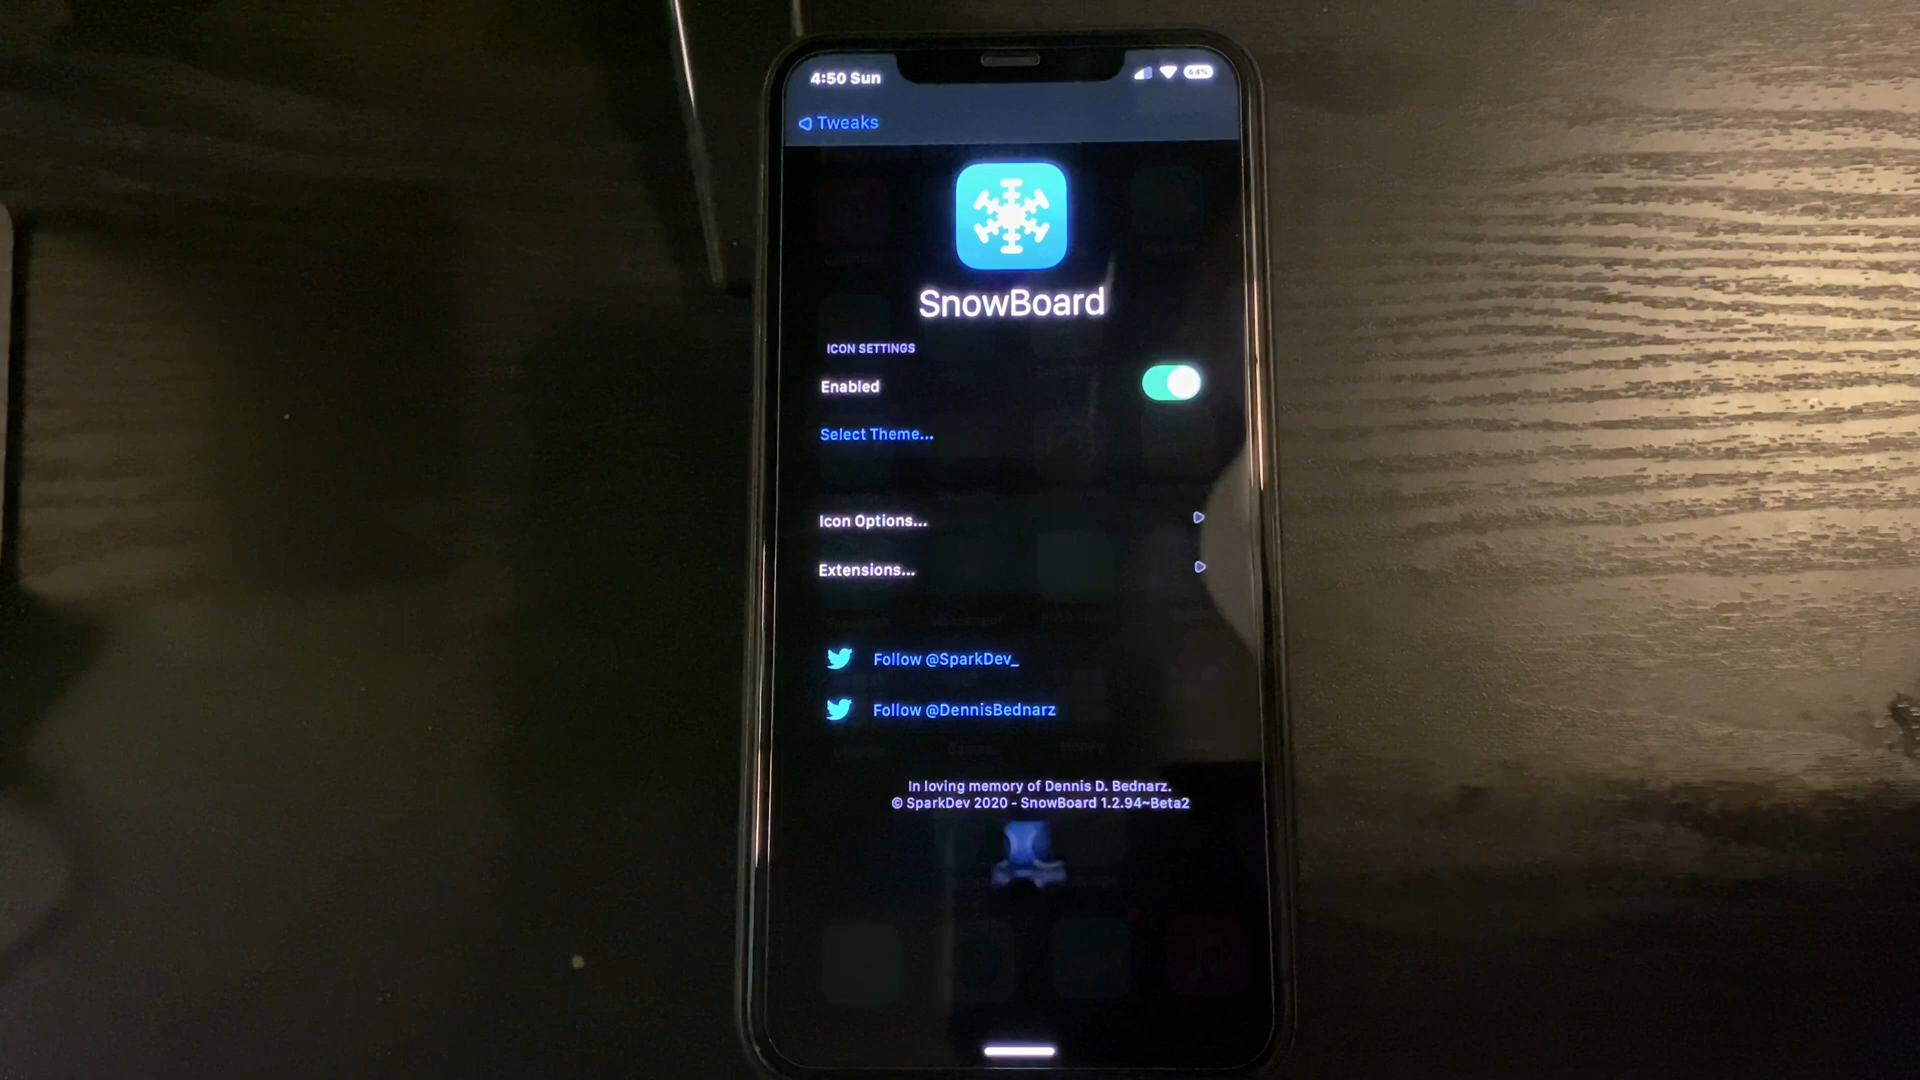 4:50 Sun
64%
Tweaks
SnowBoard
ICON SETTINGS
Enabled
Select Theme...
Icon Options...
Extensions...
Follow @SparkDev_
Follow @DennisBednarz
In loving memory of Dennis D. Bednarz.
© SparkDev 2020 - SnowBoard 1.2.94~Beta2